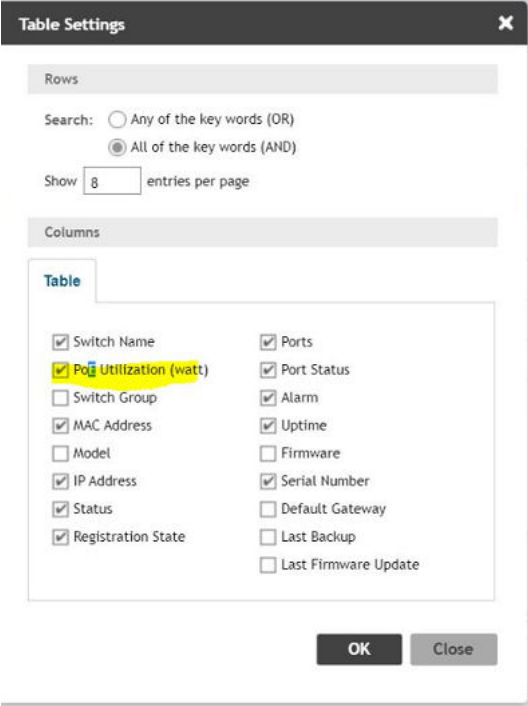 Table Settings
Rows
Search: Any of the key words (OR)
All of the key words (AND)
Show 8 entries per page
Columns
Table
Switch Name
PoE Utilization (watt)
Switch Group
MAC Address
Model
IP Address
Status
Registration State
Ports
Port Status
Alarm
Uptime
Firmware
Serial Number
Default Gateway
Last Backup
Last Firmware Update
OK
Close